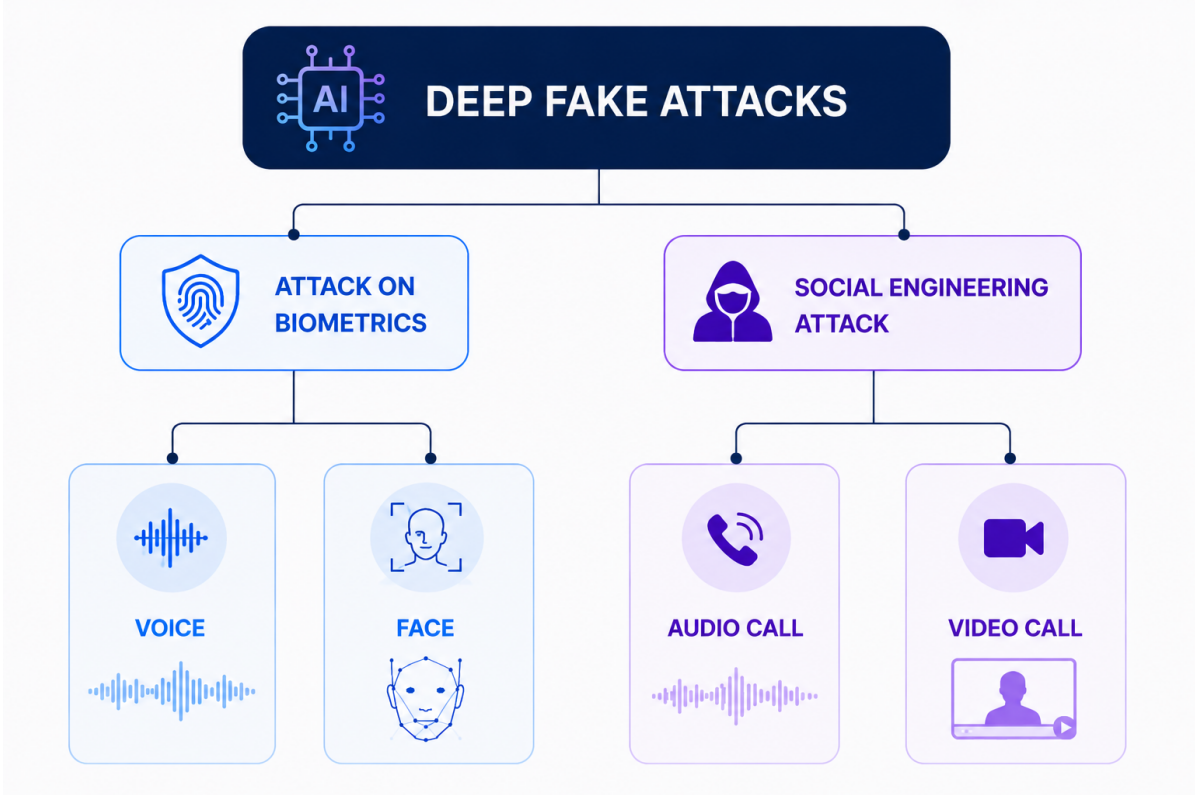 AI
DEEP FAKE ATTACKS
ATTACK ON
BIOMETRICS
SOCIAL ENGINEERING
ATTACK
VOICE
FACE
AUDIO CALL
VIDEO CALL